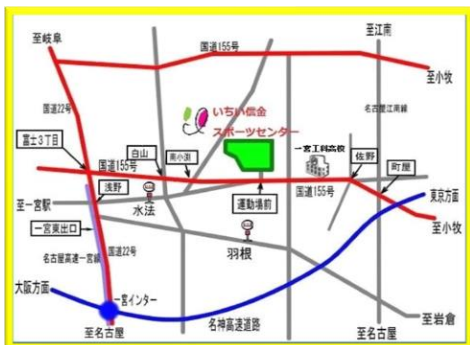 至岐阜
国道155号
至江南
至小牧
国道22号
名古屋江南線
いちい信金
スポーツセンター
富士3丁目
国道155号
白山
南小渕
一宮工科高校
佐野
町屋
浅野
水法
運動場前
国道155号
東京方面
至一宮駅
一宮東出口
羽根
至小牧
名古屋高速一宮線
国道22号
大阪方面
一宮インター
名神高速道路
至岩倉
至名古屋
至名古屋